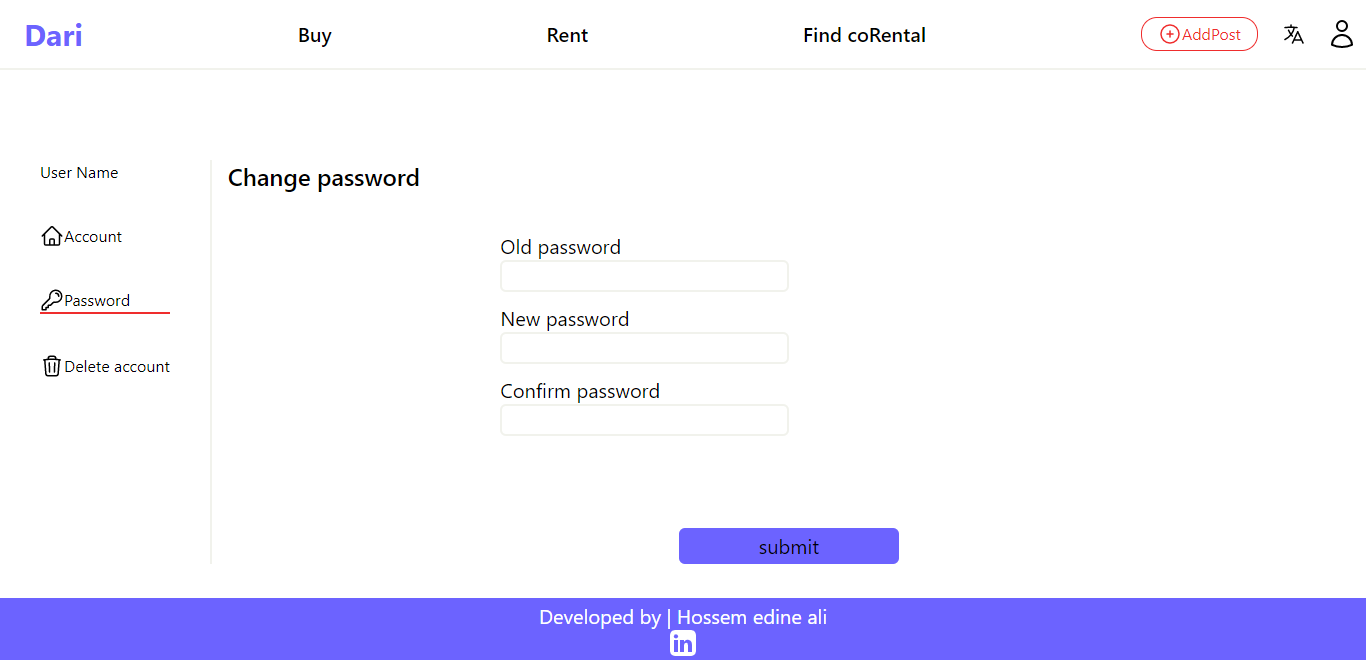 Dari
Buy
Rent
Find coRental
AddPost
User Name
Account
Password
Delete account
Change password
Old password
New password
Confirm password
submit
Developed by | Hossem edine ali
in